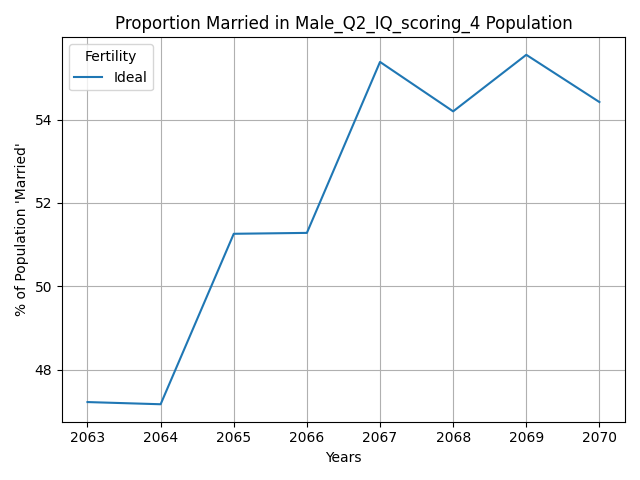 Proportion Married in Male_Q2_IQ_scoring_4 Population
Fertility
Ideal
% of Population 'Married'
54
52
50
48
2063 2064 2065 2066 2067 2068 2069 2070
Years